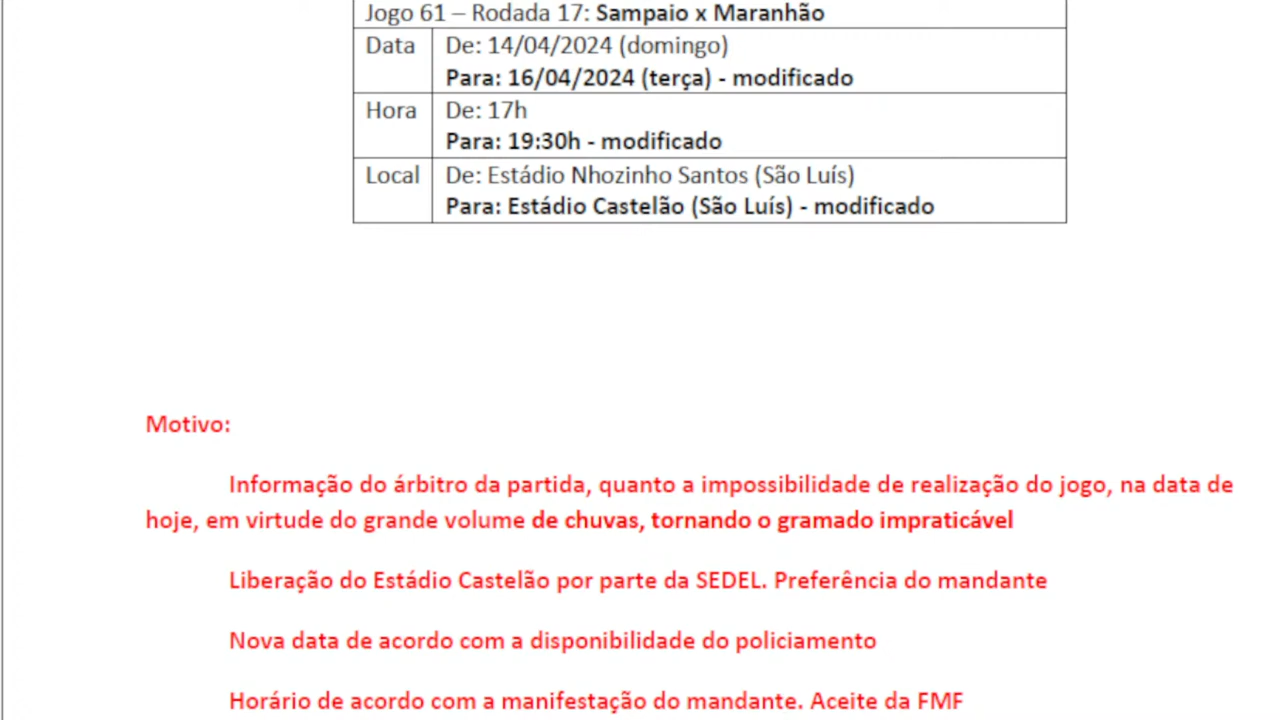 Jogo 61 – Rodada 17: Sampaio x Maranhão
Data De: 14/04/2024 (domingo)
Para: 16/04/2024 (terça) - modificado
Hora De: 17h
Para: 19:30h - modificado
Local De: Estádio Nhozinho Santos (São Luís)
Para: Estádio Castelão (São Luís) - modificado
Motivo:
Informação do árbitro da partida, quanto a impossibilidade de realização do jogo, na data de
hoje, em virtude do grande volume de chuvas, tornando o gramado impraticável
Liberação do Estádio Castelão por parte da SEDEL. Preferência do mandante
Nova data de acordo com a disponibilidade do policiamento
Horário de acordo com a manifestação do mandante. Aceite da FMF